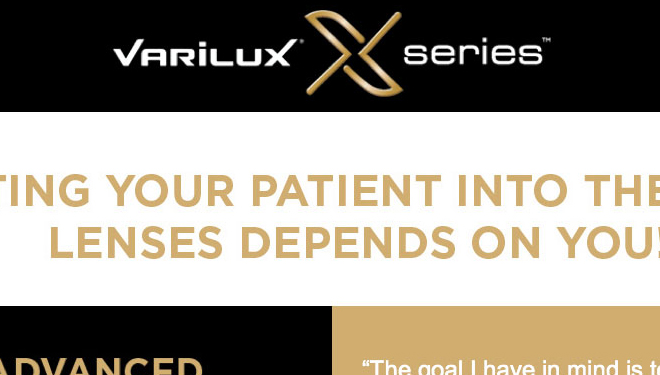 VARILUX® X series™
TING YOUR PATIENT INTO THE
LENSES DEPENDS ON YOU!
ADVANCED
“The goal I have in mind is to